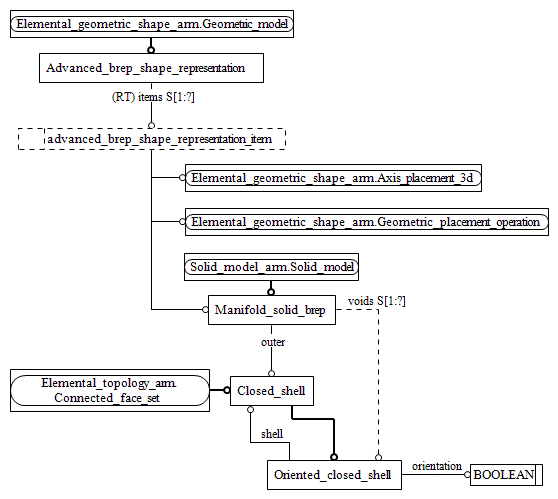 Elemental_geometric_shape_arm.Geometric_model
Advanced_brep_shape_representation
(RT) items S[1:?]
advanced_brep_shape_representation_item
Elemental_geometric_shape_arm.Axis_placement_3d
Elemental_geometric_shape_arm.Geometric_placement_operation
Solid_model_arm.Solid_model
Manifold_solid_brep
voids S[1:?]
outer
Elemental_topology_arm.
Connected_face_set
Closed_shell
shell
Oriented_closed_shell
orientation
BOOLEAN